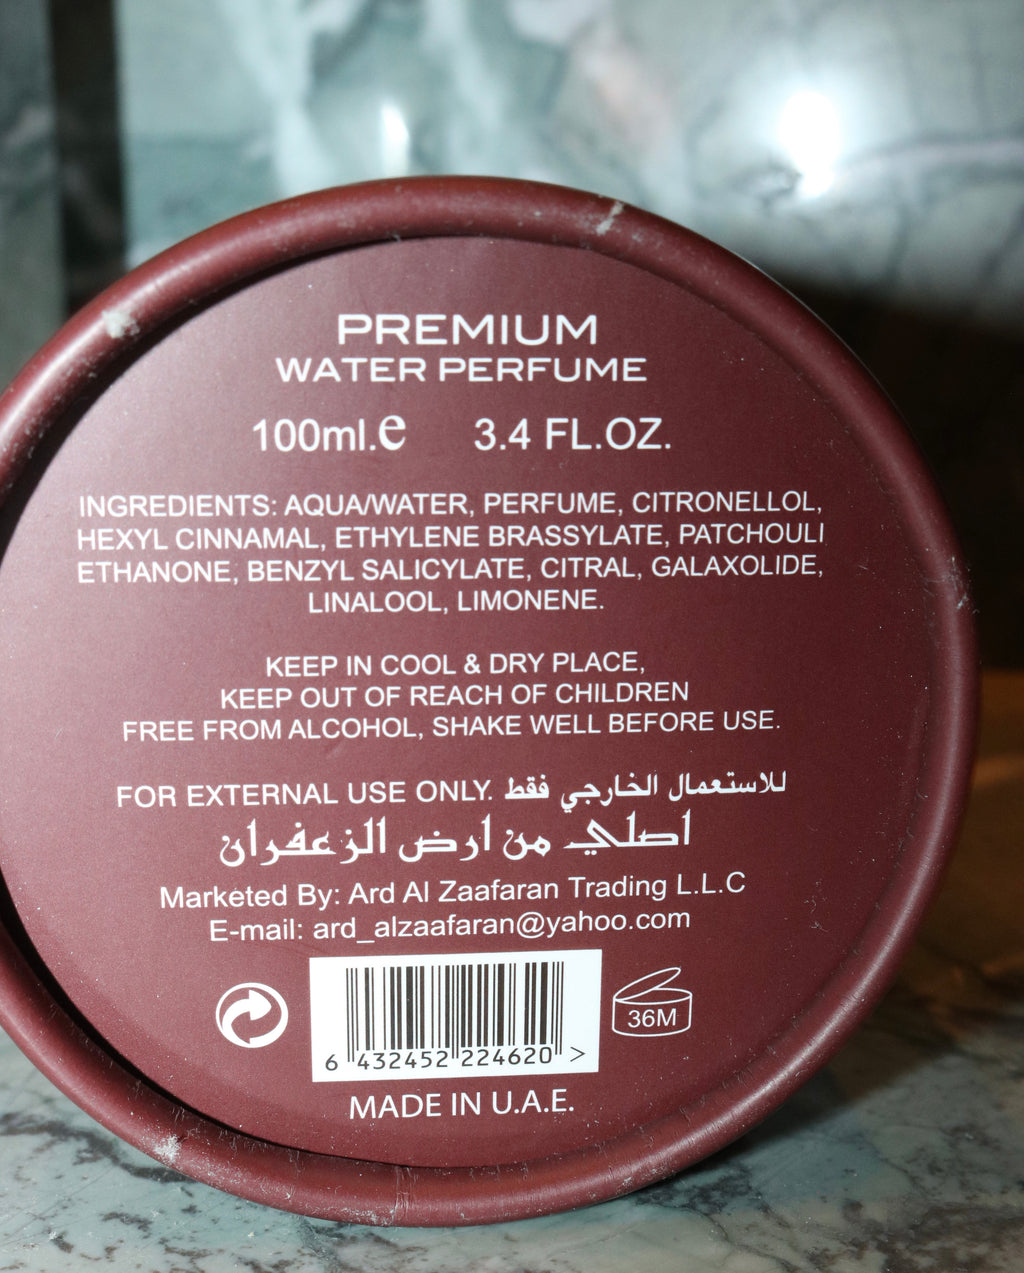 PREMIUM
WATER PERFUME
100ml.e 3.4 FL.OZ.
INGREDIENTS: AQUA/WATER, PERFUME, CITRONELLOL,
HEXYL CINNAMAL, ETHYLENE BRASSYLATE, PATCHOULI
ETHANONE, BENZYL SALICYLATE, CITRAL, GALAXOLIDE,
LINALOOL, LIMONENE.
KEEP IN COOL & DRY PLACE,
KEEP OUT OF REACH OF CHILDREN
FREE FROM ALCOHOL, SHAKE WELL BEFORE USE.
FOR EXTERNAL USE ONLY. للاستعمال الخارجي فقط
اصلي من ارض الزعفران
Marketed By: Ard Al Zaafaran Trading L.L.C
E-mail: ard_alzaafaran@yahoo.com
36M
6 432452 224620 >
MADE IN U.A.E.